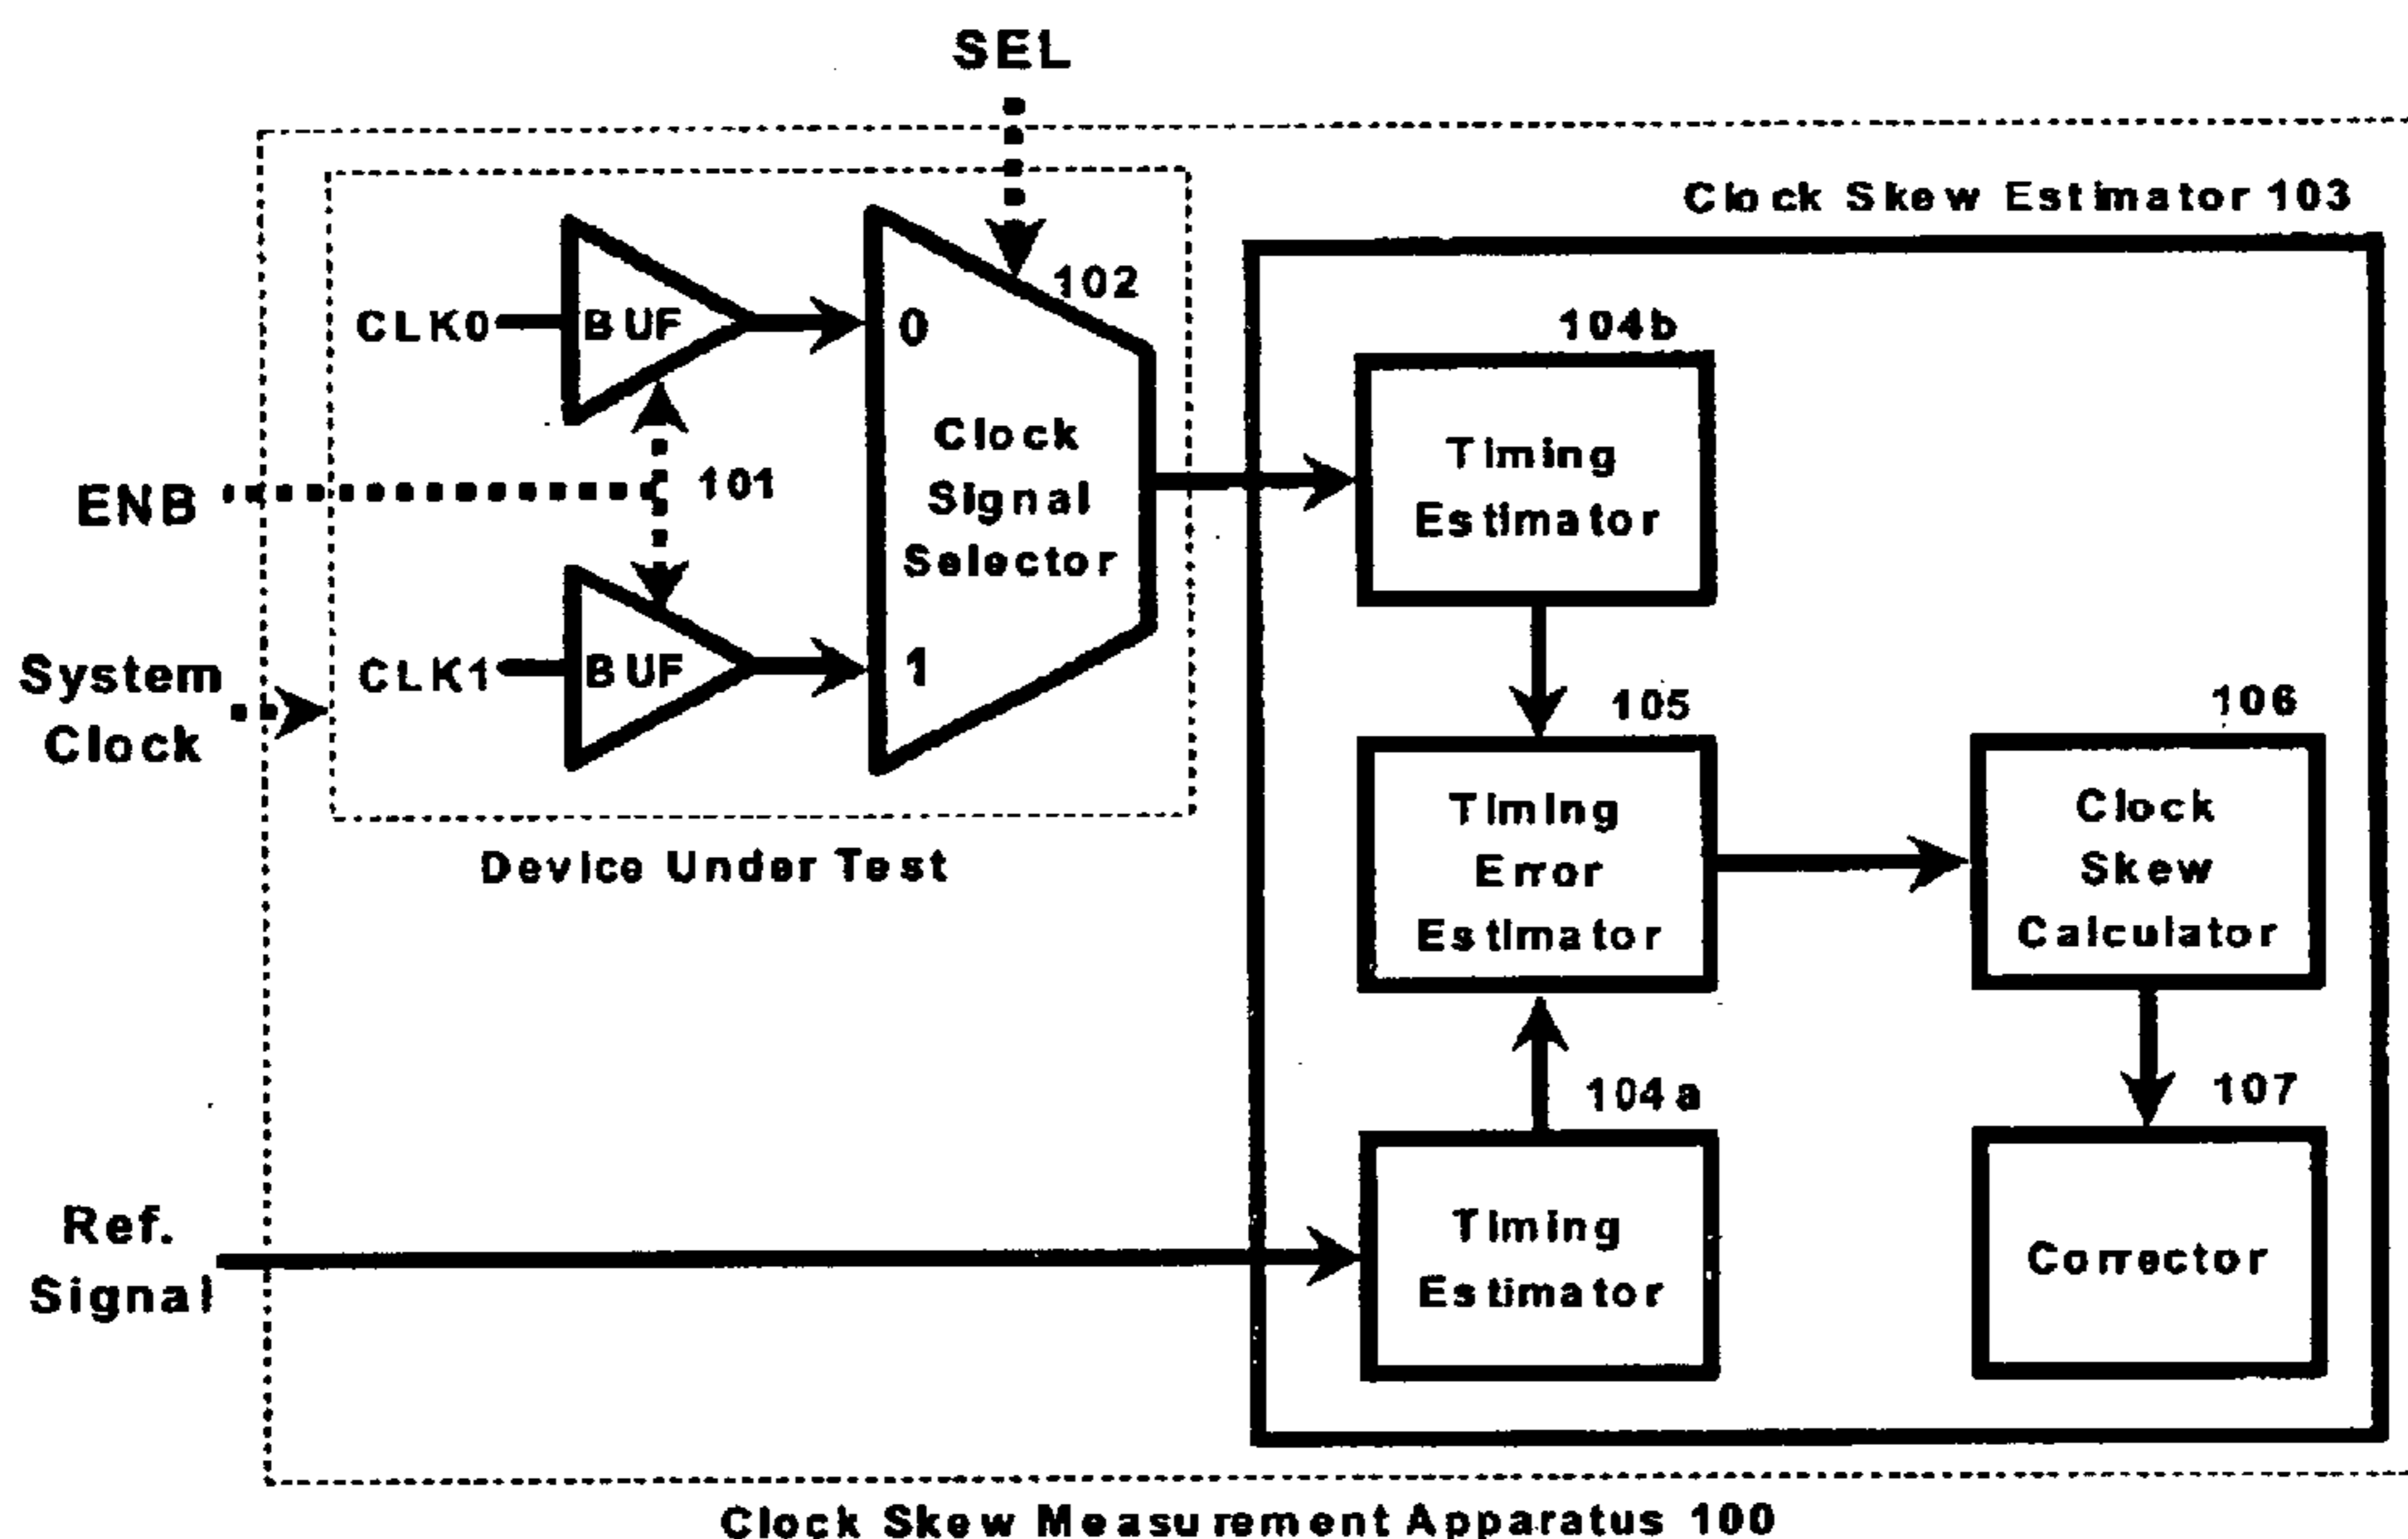 SEL
Clock Skew Estimator 103
102
CLK0
BUF
0
104b
Clock
Signal
Selector
Timing
Estimator
ENB
101
CLK1
BUF
1
System
Clock
105
106
Timing
Error
Estimator
Clock
Skew
Calculator
Device Under Test
104a
107
Ref.
Signal
Timing
Estimator
Corrector
Clock Skew Measurement Apparatus 100